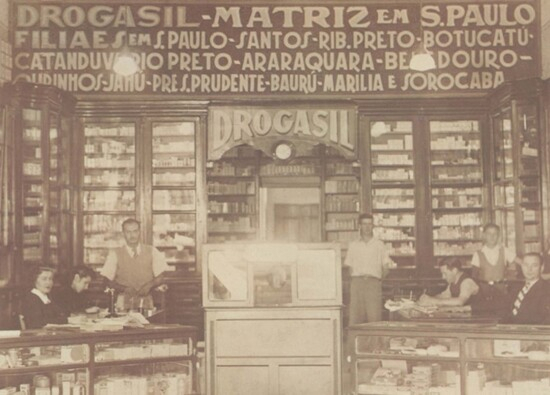 DROGASIL-MATRIZ EM S.PAULO
FILIAES EM S.PAULO-SANTOS-RIB.PRETO-BOTUCATÚ-
CATANDUVA-RIO PRETO-ARARAQUARA-BEBEDOURO-
OURINHOS-JAHÚ-PRES.PRUDENTE-BAURÚ-MARILIA E SOROCABA
DROGASIL